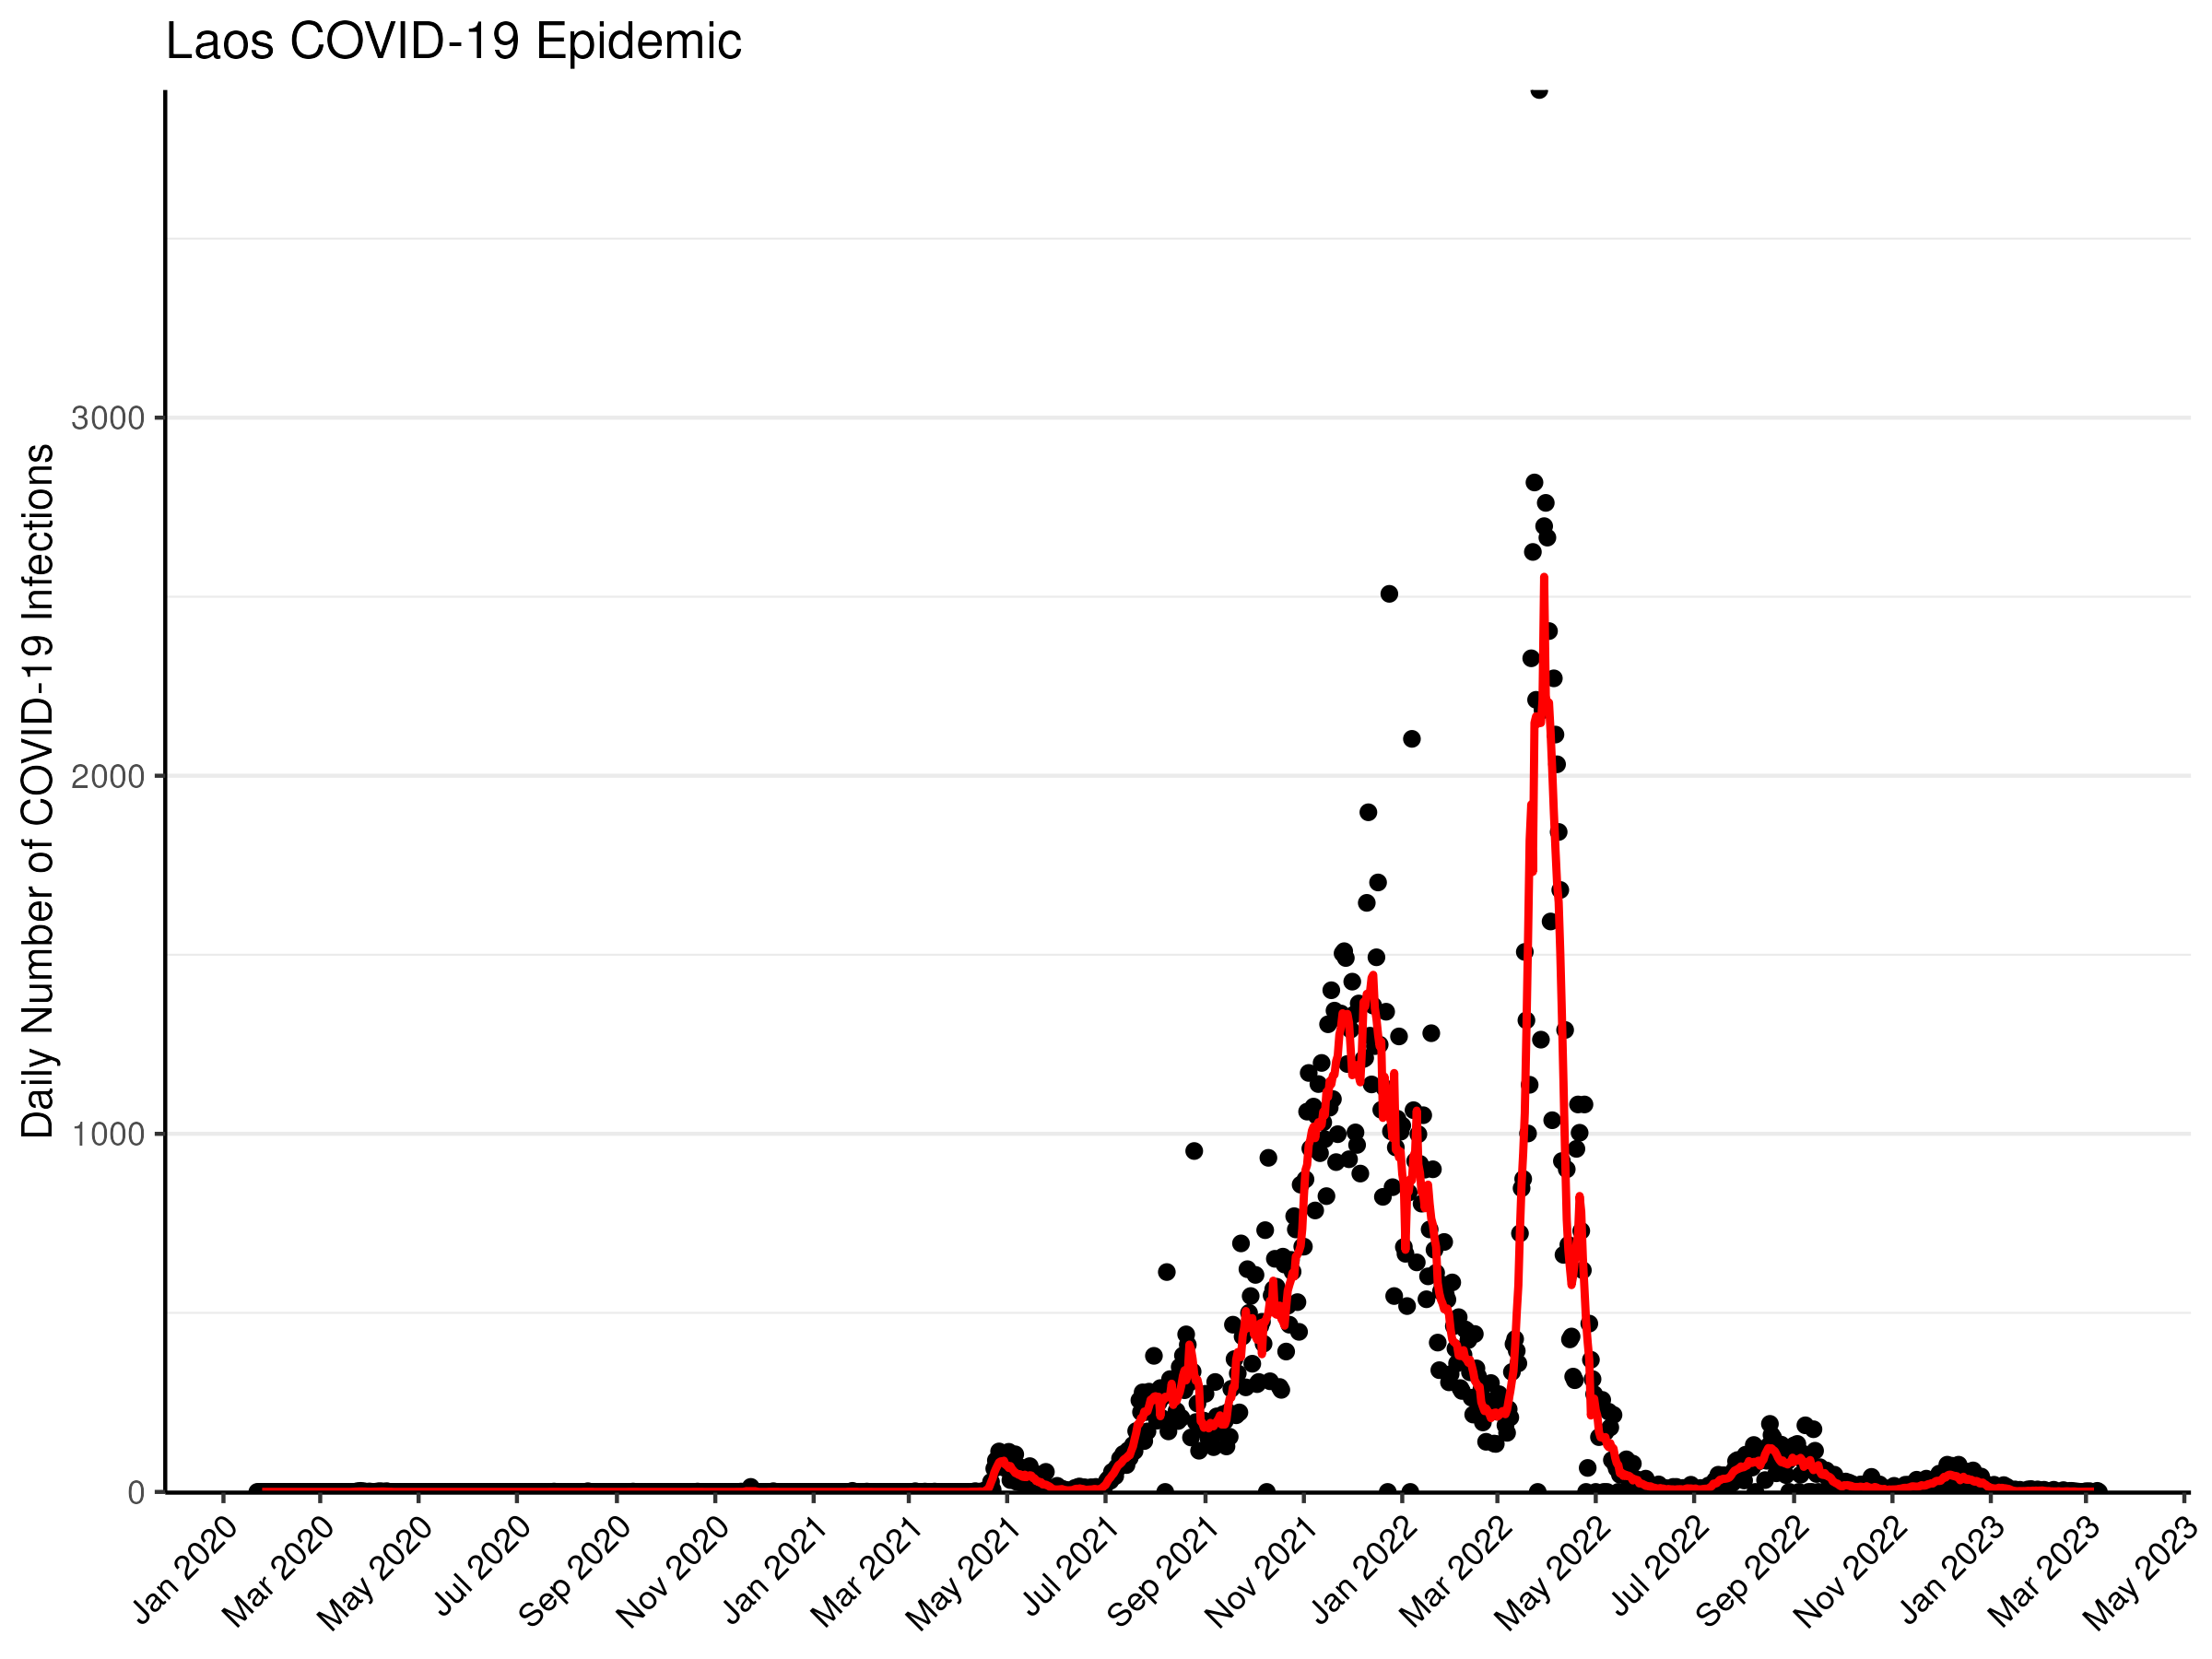 Laos COVID-19 Epidemic
Daily Number of COVID-19 Infections
3000
2000
1000
0
Jan 2020
Mar 2020
May 2020
Jul 2020
Sep 2020
Nov 2020
Jan 2021
Mar 2021
May 2021
Jul 2021
Sep 2021
Nov 2021
Jan 2022
Mar 2022
May 2022
Jul 2022
Sep 2022
Nov 2022
Jan 2023
Mar 2023
May 2023